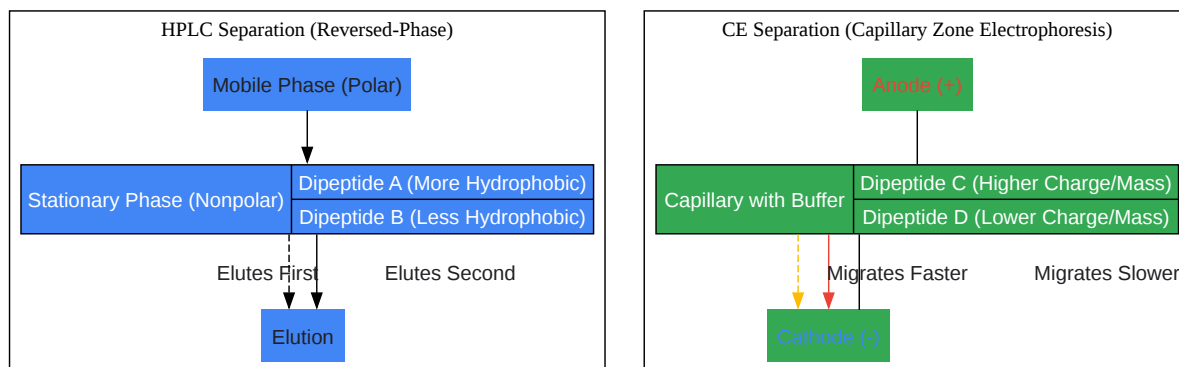 HPLC Separation (Reversed-Phase)
Mobile Phase (Polar)
Stationary Phase (Nonpolar)
Dipeptide A (More Hydrophobic)
Dipeptide B (Less Hydrophobic)
Elutes First
Elutes Second
Elution
CE Separation (Capillary Zone Electrophoresis)
Anode (+)
Capillary with Buffer
Dipeptide C (Higher Charge/Mass)
Dipeptide D (Lower Charge/Mass)
Migrates Faster
Migrates Slower
Cathode (-)